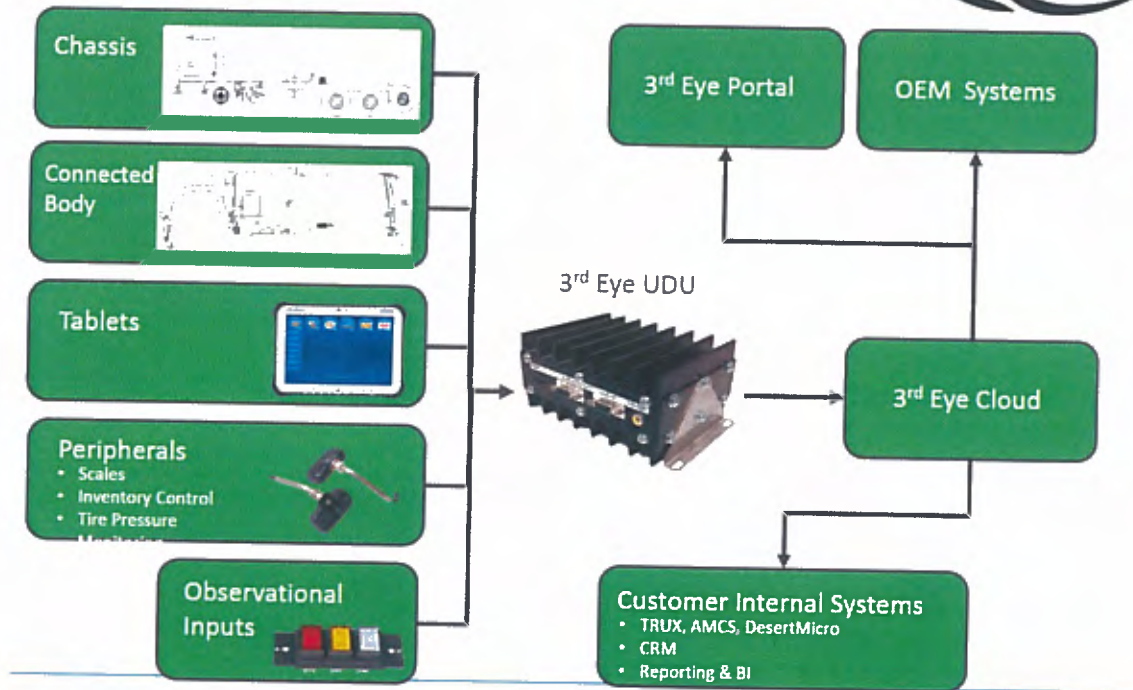 Chassis
Connected
Body
Tablets
Peripherals
• Scales
• Inventory Control
• Tire Pressure
Monitoring
Observational
Inputs
3rd Eye UDU
3rd Eye Portal
OEM Systems
3rd Eye Cloud
Customer Internal Systems
• TRUX, AMCS, DesertMicro
• CRM
• Reporting & BI